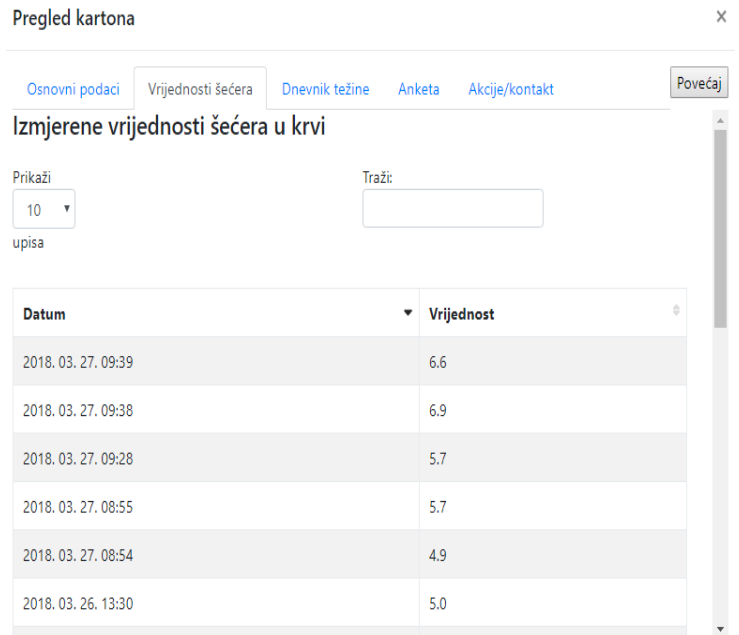 Pregled kartona
Osnovni podaci Vrijednosti šećera Dnevnik težine Anketa Akcije/kontakt Povećaj
Izmjerene vrijednosti šećera u krvi
Prikaži Traži:
10
upisa
Datum Vrijednost
2018. 03. 27. 09:39 6.6
2018. 03. 27. 09:38 6.9
2018. 03. 27. 09:28 5.7
2018. 03. 27. 08:55 5.7
2018. 03. 27. 08:54 4.9
2018. 03. 26. 13:30 5.0